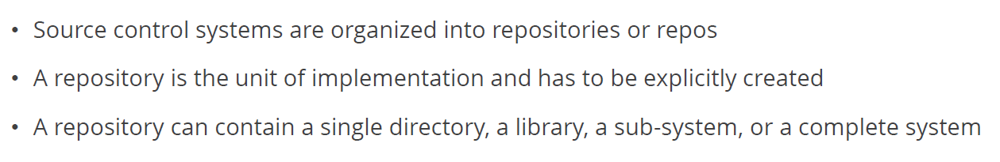 • Source control systems are organized into repositories or repos
• A repository is the unit of implementation and has to be explicitly created
• A repository can contain a single directory, a library, a sub-system, or a complete system